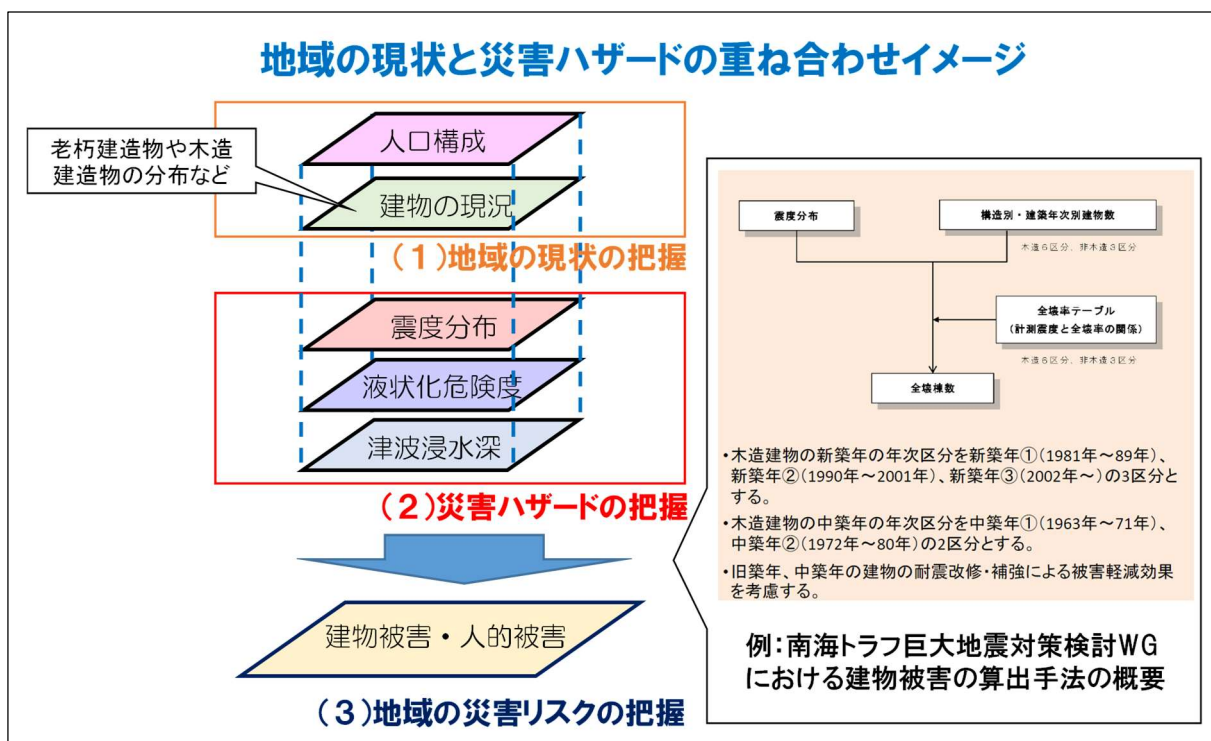 地域の現状と災害ハザードの重ね合わせイメージ
人口構成
老朽建造物や木造
建造物の分布など
建物の現況
(1)地域の現状の把握
震度分布
液状化危険度
津波浸水深
(2)災害ハザードの把握
建物被害・人的被害
(3)地域の災害リスクの把握
震度分布
構造別・建築年次別建物数
木造6区分、非木造3区分
全壊率テーブル
(計測震度と全壊率の関係)
木造6区分、非木造3区分
全壊棟数
・木造建物の新築年の年次区分を新築年①(1981年～89年)、
新築年②(1990年～2001年)、新築年③(2002年～)の3区分と
する。
・木造建物の中築年の年次区分を中築年①(1963年～71年)、
中築年②(1972年～80年)の2区分とする。
・旧築年、中築年の建物の耐震改修・補強による被害軽減効果
を考慮する。
例:南海トラフ巨大地震対策検討WG
における建物被害の算出手法の概要